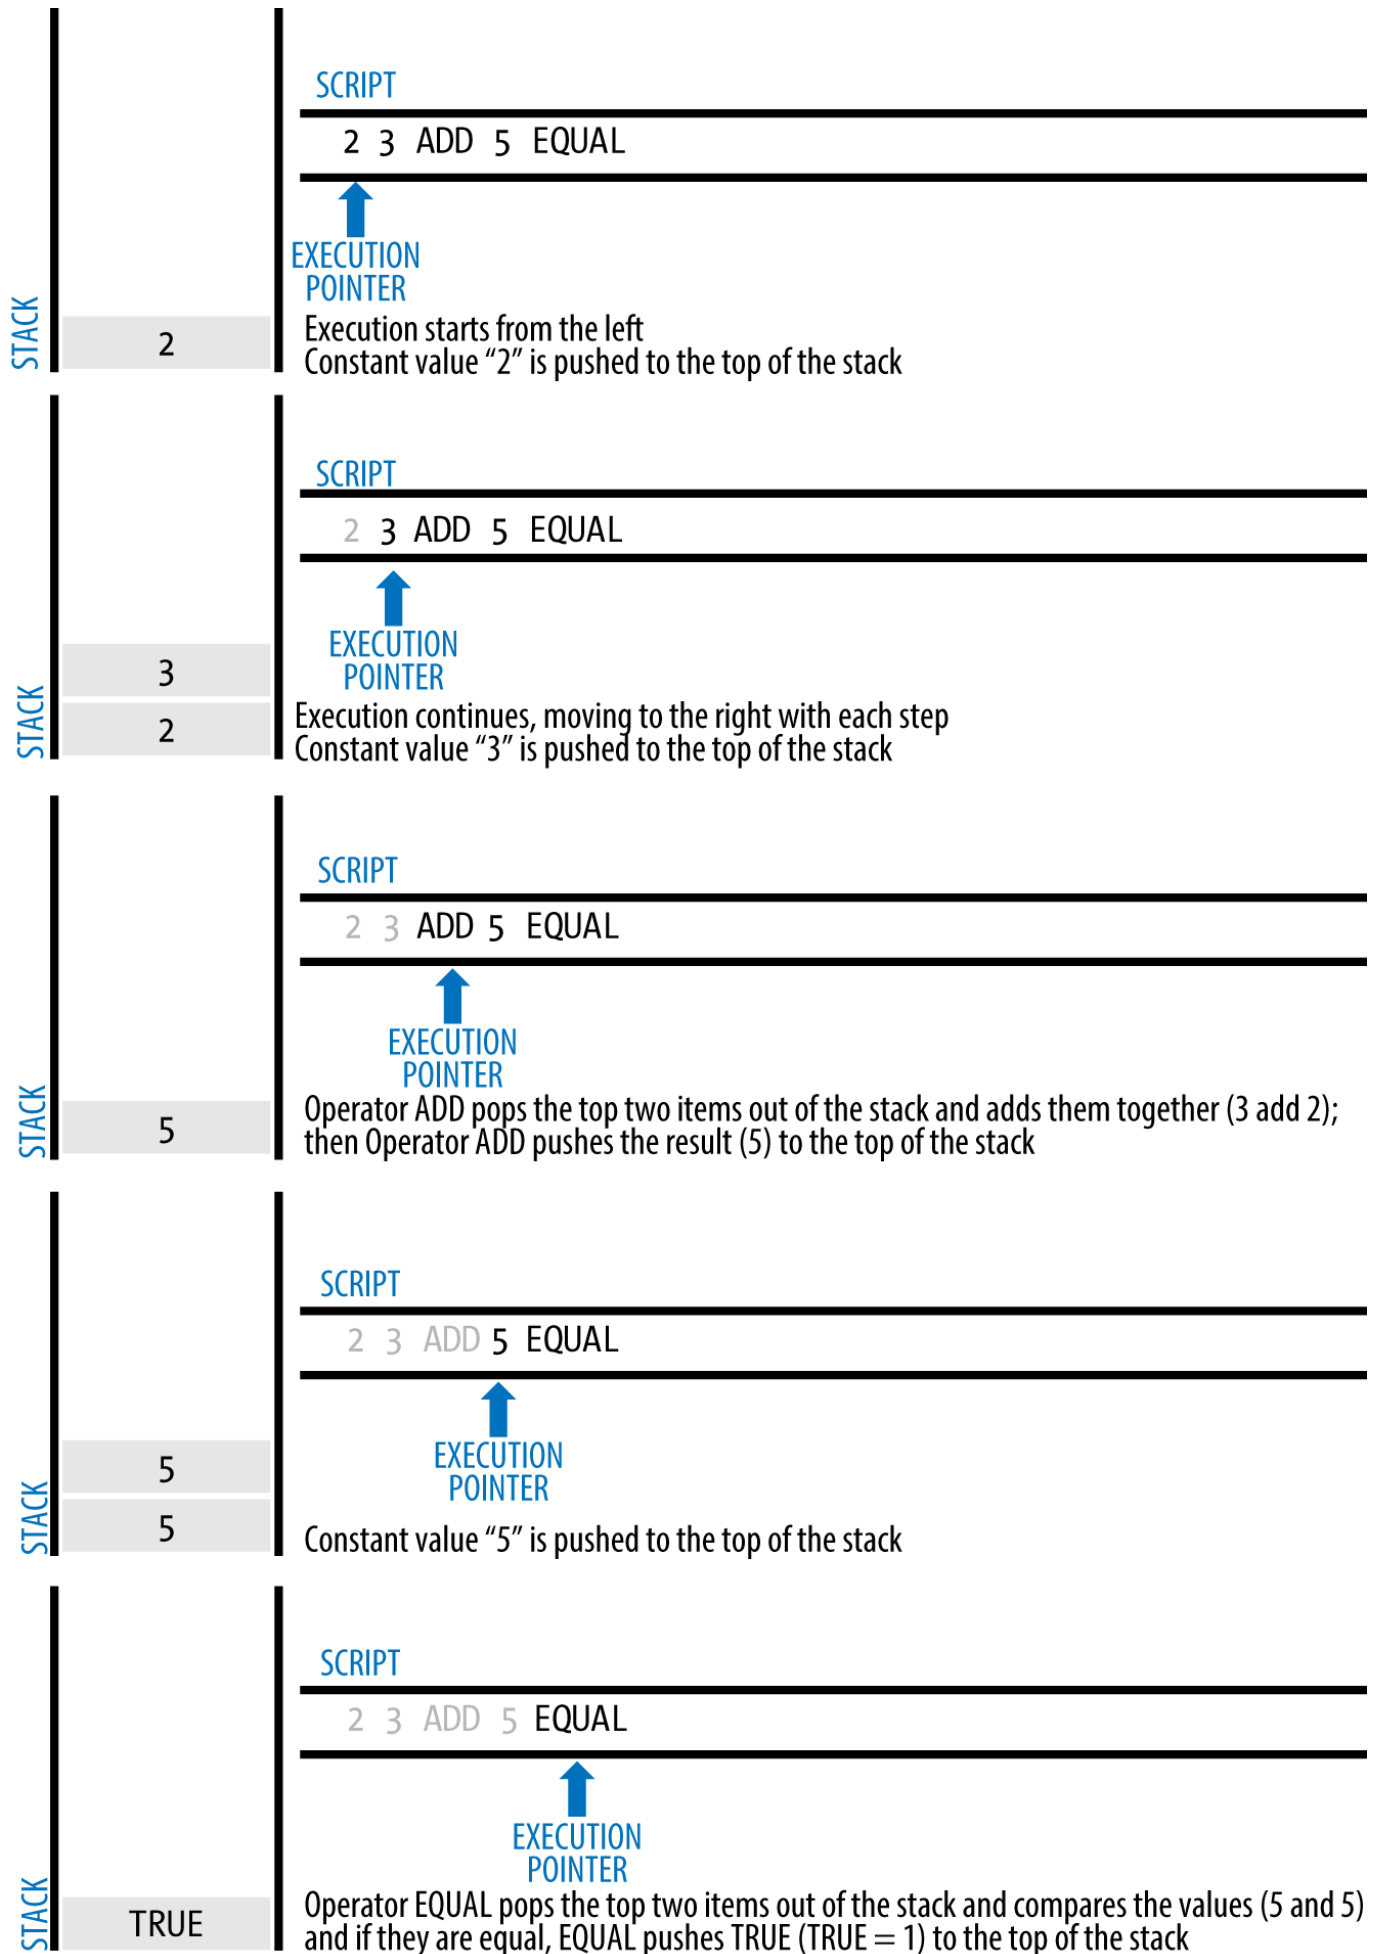 SCRIPT
2 3 ADD 5 EQUAL
EXECUTION
POINTER
STACK
2
Execution starts from the left
Constant value “2” is pushed to the top of the stack
SCRIPT
2 3 ADD 5 EQUAL
EXECUTION
POINTER
STACK
3
2
Execution continues, moving to the right with each step
Constant value “3” is pushed to the top of the stack
SCRIPT
2 3 ADD 5 EQUAL
EXECUTION
POINTER
STACK
5
Operator ADD pops the top two items out of the stack and adds them together (3 add 2);
then Operator ADD pushes the result (5) to the top of the stack
SCRIPT
2 3 ADD 5 EQUAL
EXECUTION
POINTER
STACK
5
5
Constant value “5” is pushed to the top of the stack
SCRIPT
2 3 ADD 5 EQUAL
EXECUTION
POINTER
STACK
TRUE
Operator EQUAL pops the top two items out of the stack and compares the values (5 and 5)
and if they are equal, EQUAL pushes TRUE (TRUE = 1) to the top of the stack